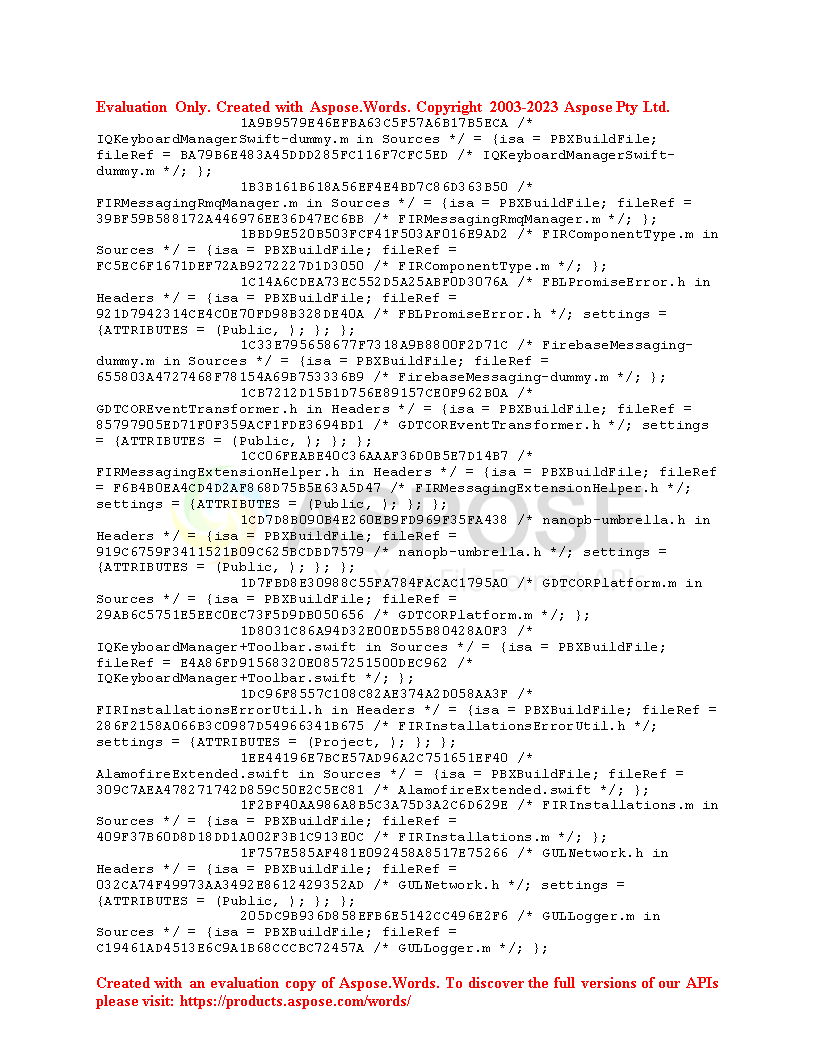 Evaluation Only. Created with Aspose.Words. Copyright 2003-2023 Aspose Pty Ltd.
1A9B9579E46EFBA63C5F57A6B17B5ECA /*
IQKeyboardManagerSwift-dummy.m in Sources */ = {isa = PBXBuildFile;
fileRef = BA79B6E483A45DDD285FC116F7CFC5ED /* IQKeyboardManagerSwift-
dummy.m */; };
1B3B161B618A56EF4E4BD7C86D363B50 /*
FIRMessagingRmqManager.m in Sources */ = {isa = PBXBuildFile; fileRef =
39BF59B588172A446976EE36D47EC6BB /* FIRMessagingRmqManager.m */; };
1BBD9E520B503FCF41F503AF016E9AD2 /* FIRComponentType.m in
Sources */ = {isa = PBXBuildFile; fileRef =
FC5EC6F1671DEF72AB9272227D1D3050 /* FIRComponentType.m */; };
1C14A6CDEA73EC552D5A25ABF0D3076A /* FBLPromiseError.h in
Headers */ = {isa = PBXBuildFile; fileRef =
921D7942314CE4C0E70FD98B328DE40A /* FBLPromiseError.h */; settings =
{ATTRIBUTES = (Public, ); }; };
1C33E795658677F7318A9B8800F2D71C /* FirebaseMessaging-
dummy.m in Sources */ = {isa = PBXBuildFile; fileRef =
655803A4727468F78154A69B753336B9 /* FirebaseMessaging-dummy.m */; };
1CB7212D15B1D756E89157CE0F962B0A /*
GDTCOREventTransformer.h in Headers */ = {isa = PBXBuildFile; fileRef =
85797905ED71F0F359ACF1FDE3694BD1 /* GDTCOREventTransformer.h */; settings
= {ATTRIBUTES = (Public, ); }; };
1CC06FEABE40C36AAAF36D0B5E7D14B7 /*
FIRMessagingExtensionHelper.h in Headers */ = {isa = PBXBuildFile; fileRef
= F6B4B0EA4CD4D2AF868D75B5E63A5D47 /* FIRMessagingExtensionHelper.h */;
settings = {ATTRIBUTES = (Public, ); }; };
1CD7D8B090B4E260EB9FD969F35FA438 /* nanopb-umbrella.h in
Headers */ = {isa = PBXBuildFile; fileRef =
919C6759F3411521B09C625BCDBD7579 /* nanopb-umbrella.h */; settings =
{ATTRIBUTES = (Public, ); }; };
1D7FBD8E30988C55FA784FACAC1795A0 /* GDTCORPlatform.m in
Sources */ = {isa = PBXBuildFile; fileRef =
29AB6C5751E5EEC0EC73F5D9DB050656 /* GDTCORPlatform.m */; };
1D8031C86A94D32E00ED55B80428A0F3 /*
IQKeyboardManager+Toolbar.swift in Sources */ = {isa = PBXBuildFile;
fileRef = E4A86FD91568320E0857251500DEC962 /*
IQKeyboardManager+Toolbar.swift */; };
1DC96F8557C108C82AE374A2D058AA3F /*
FIRInstallationsErrorUtil.h in Headers */ = {isa = PBXBuildFile; fileRef =
286F2158A066B3C0987D54966341B675 /* FIRInstallationsErrorUtil.h */;
settings = {ATTRIBUTES = (Project, ); }; };
1EE44196E7BCE57AD96A2C751651EF40 /*
AlamofireExtended.swift in Sources */ = {isa = PBXBuildFile; fileRef =
309C7AEA478271742D859C50E2C5EC81 /* AlamofireExtended.swift */; };
1F2BF40AA986A8B5C3A75D3A2C6D629E /* FIRInstallations.m in
Sources */ = {isa = PBXBuildFile; fileRef =
409F37B60D8D18DD1A002F3B1C913E0C /* FIRInstallations.m */; };
1F757E585AF481E092458A8517E75266 /* GULNetwork.h in
Headers */ = {isa = PBXBuildFile; fileRef =
032CA74F49973AA3492E8612429352AD /* GULNetwork.h */; settings =
{ATTRIBUTES = (Public, ); }; };
205DC9B936D858EFB6E5142CC496E2F6 /* GULLogger.m in
Sources */ = {isa = PBXBuildFile; fileRef =
C19461AD4513E6C9A1B68CCCBC72457A /* GULLogger.m */; };
ASPOSE
Your File Format APIs
Created with an evaluation copy of Aspose.Words. To discover the full versions of our APIs
please visit: https://products.aspose.com/words/